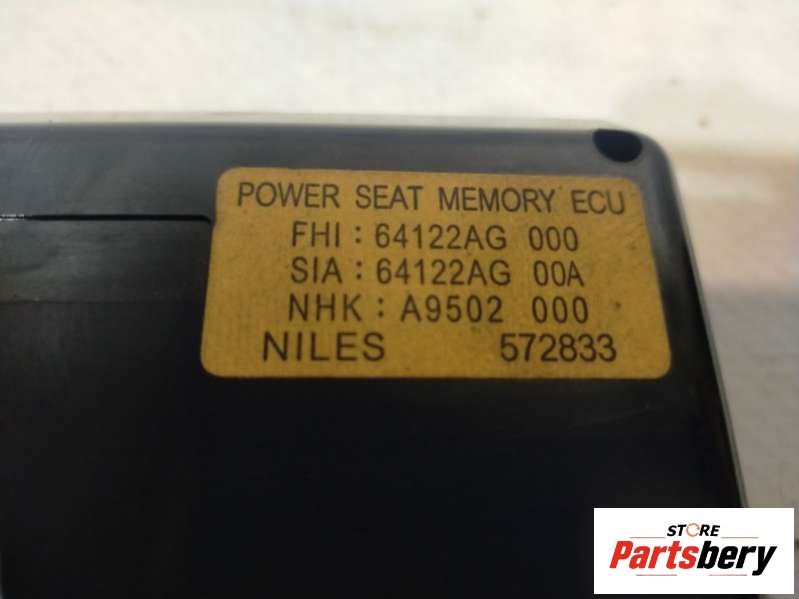 POWER SEAT MEMORY ECU
FHI : 64122AG 000
SIA : 64122AG 00A
NHK : A9502 000
NILES 572833
STORE
Partsbery